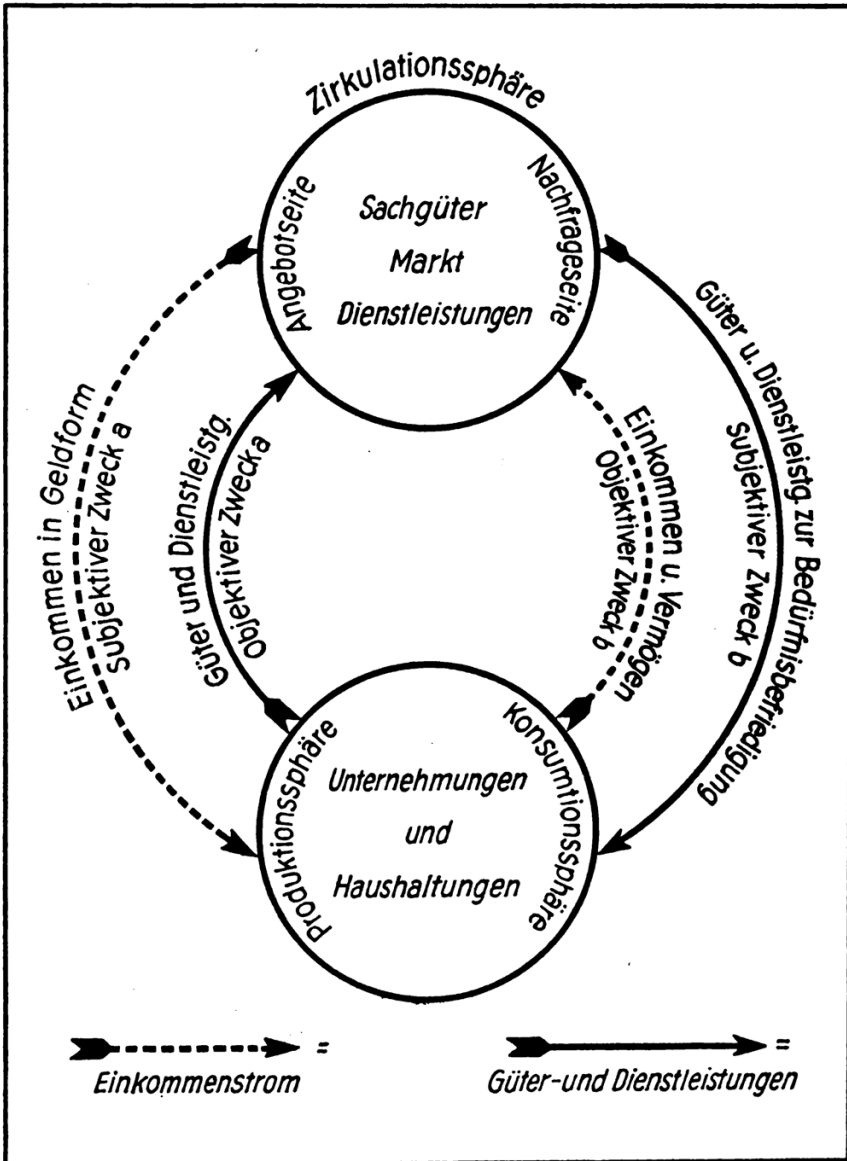 Zirkulationssphäre
Angebotseite
Sachgüter
Markt
Dienstleistungen
Nachfrageseite
Einkommen in Geldform
Subjektiver Zweck a
Güter und Dienstleistg.
Objektiver Zweck a
Einkommen u. Vermögen
Objektiver Zweck b
Güter u. Dienstleistg. zur Bedürfnisbefriedigung
Subjektiver Zweck b
Produktionssphäre
Unternehmungen
und
Haushaltungen
Konsumtionssphäre
=
Einkommenstrom
=
Güter-und Dienstleistungen